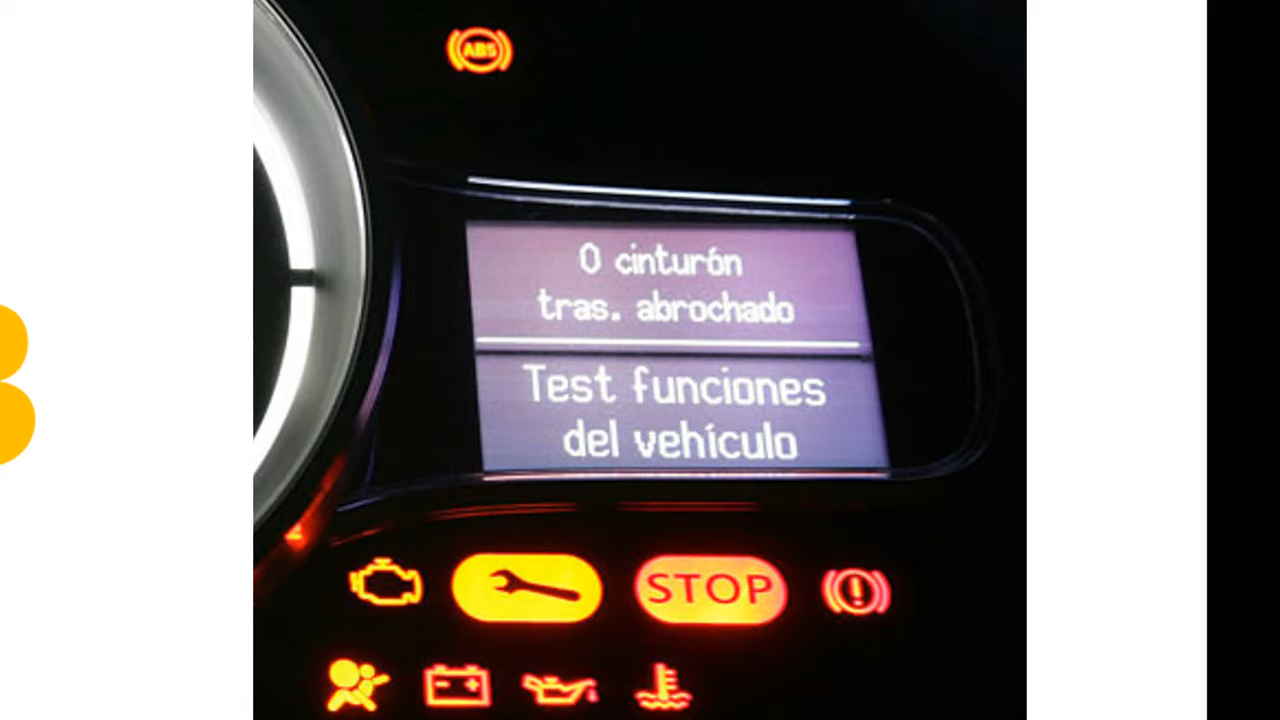 ABS
0 cinturón
tras. abrochado
Test funciones
del vehículo
STOP